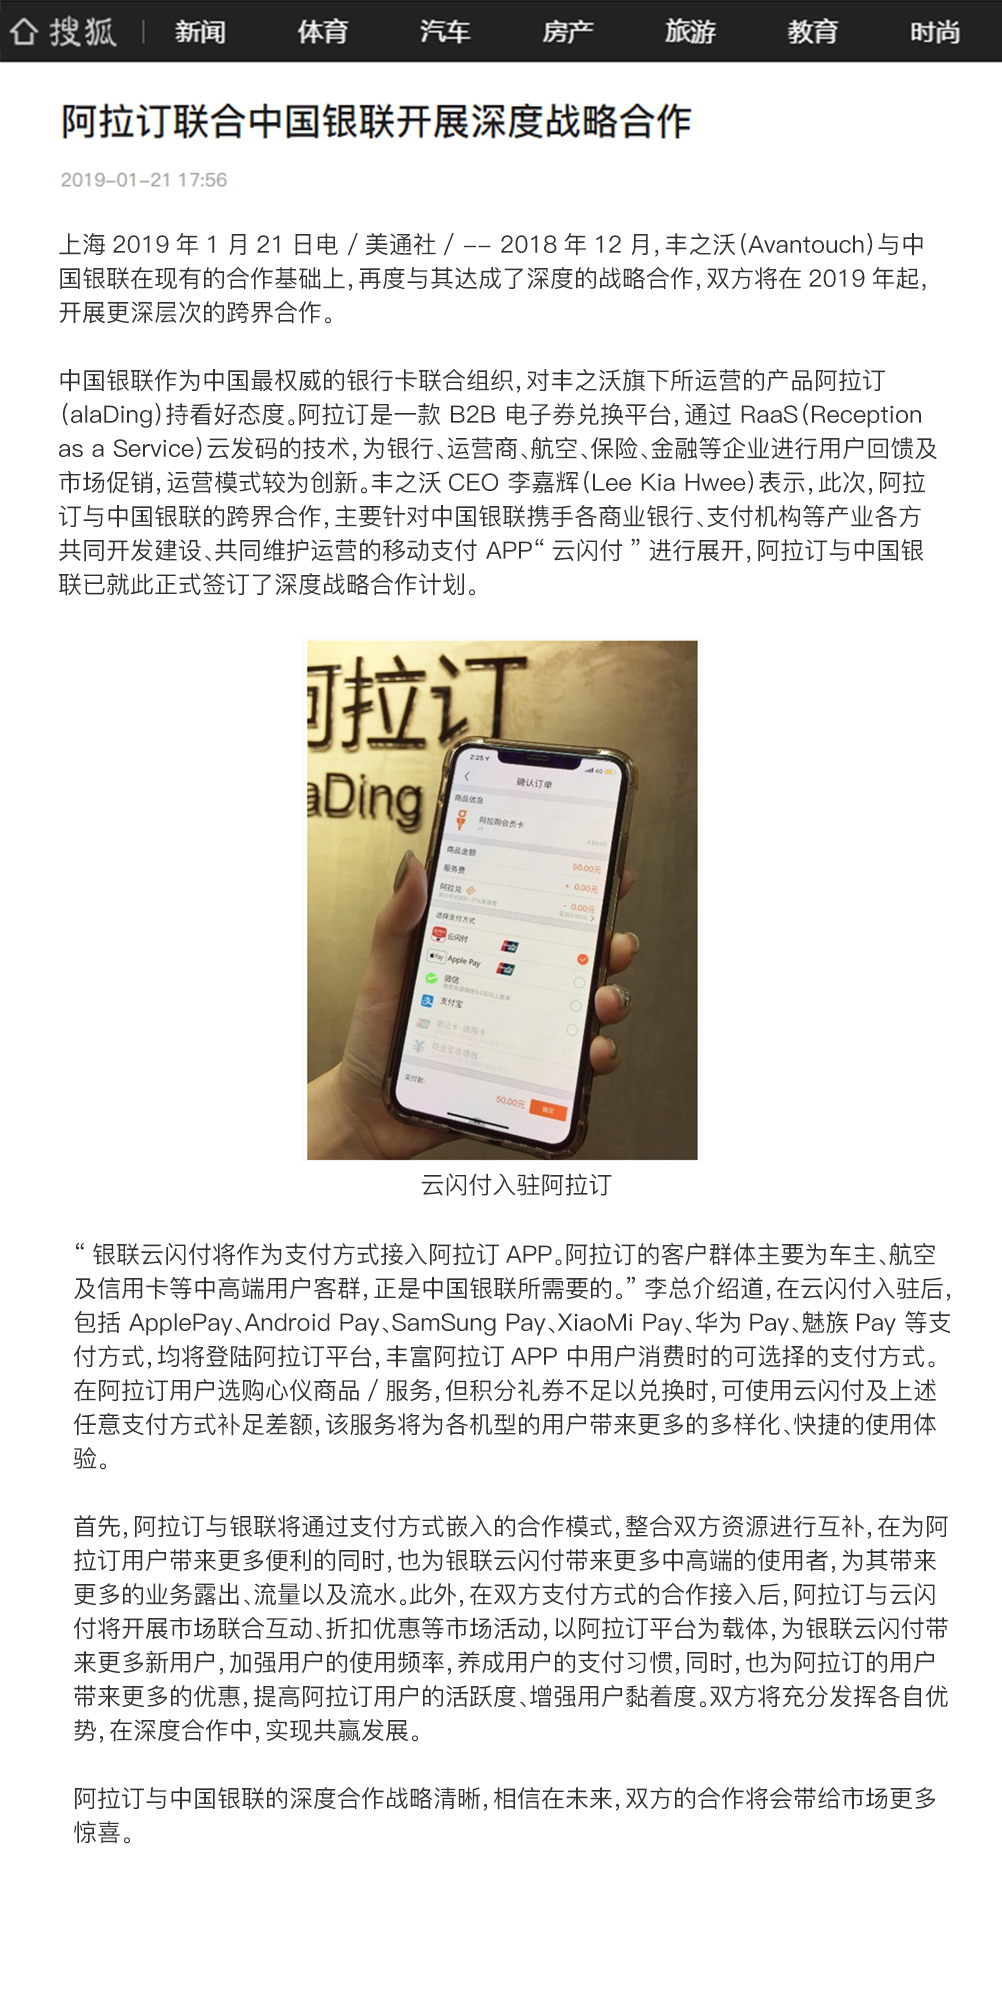 搜狐 | 新闻 体育 汽车 房产 旅游 教育 时尚
阿拉订联合中国银联开展深度战略合作
2019-01-21 17:56
上海 2019 年 1 月 21 日电 / 美通社 / -- 2018 年 12 月,丰之沃(Avantouch)与中
国银联在现有的合作基础上,再度与其达成了深度的战略合作,双方将在 2019 年起,
开展更深层次的跨界合作。
中国银联作为中国最权威的银行卡联合组织,对丰之沃旗下所运营的产品阿拉订
(alaDing)持看好态度。阿拉订是一款 B2B 电子券兑换平台,通过 RaaS(Reception
as a Service)云发码的技术,为银行、运营商、航空、保险、金融等企业进行用户回馈及
市场促销,运营模式较为创新。丰之沃 CEO 李嘉辉(Lee Kia Hwee)表示,此次,阿拉
订与中国银联的跨界合作,主要针对中国银联携手各商业银行、支付机构等产业各方
共同开发建设、共同维护运营的移动支付 APP“ 云闪付 ” 进行展开,阿拉订与中国银
联已就此正式签订了深度战略合作计划。
阿拉订
aDing
2:25
4G
确认订单
商品信息
阿拉购会员卡
商品金额
50.00元
服务费
+ 0.00元
阿拉兑
- 0.00元
选择支付方式
云闪付
Pay Apple Pay
微信
支付宝
借记卡·信用卡
实付款:
50.00元 确定
云闪付入驻阿拉订
“ 银联云闪付将作为支付方式接入阿拉订 APP。阿拉订的客户群体主要为车主、航空
及信用卡等中高端用户客群,正是中国银联所需要的。” 李总介绍道,在云闪付入驻后,
包括 ApplePay、Android Pay、SamSung Pay、XiaoMi Pay、华为 Pay、魅族 Pay 等支
付方式,均将登陆阿拉订平台,丰富阿拉订 APP 中用户消费时的可选择的支付方式。
在阿拉订用户选购心仪商品 / 服务,但积分礼券不足以兑换时,可使用云闪付及上述
任意支付方式补足差额,该服务将为各机型的用户带来更多的多样化、快捷的使用体
验。
首先,阿拉订与银联将通过支付方式嵌入的合作模式,整合双方资源进行互补,在为阿
拉订用户带来更多便利的同时,也为银联云闪付带来更多中高端的使用者,为其带来
更多的业务露出、流量以及流水。此外,在双方支付方式的合作接入后,阿拉订与云闪
付将开展市场联合互动、折扣优惠等市场活动,以阿拉订平台为载体,为银联云闪付带
来更多新用户,加强用户的使用频率,养成用户的支付习惯,同时,也为阿拉订的用户
带来更多的优惠,提高阿拉订用户的活跃度、增强用户黏着度。双方将充分发挥各自优
势,在深度合作中,实现共赢发展。
阿拉订与中国银联的深度合作战略清晰,相信在未来,双方的合作将会带给市场更多
惊喜。